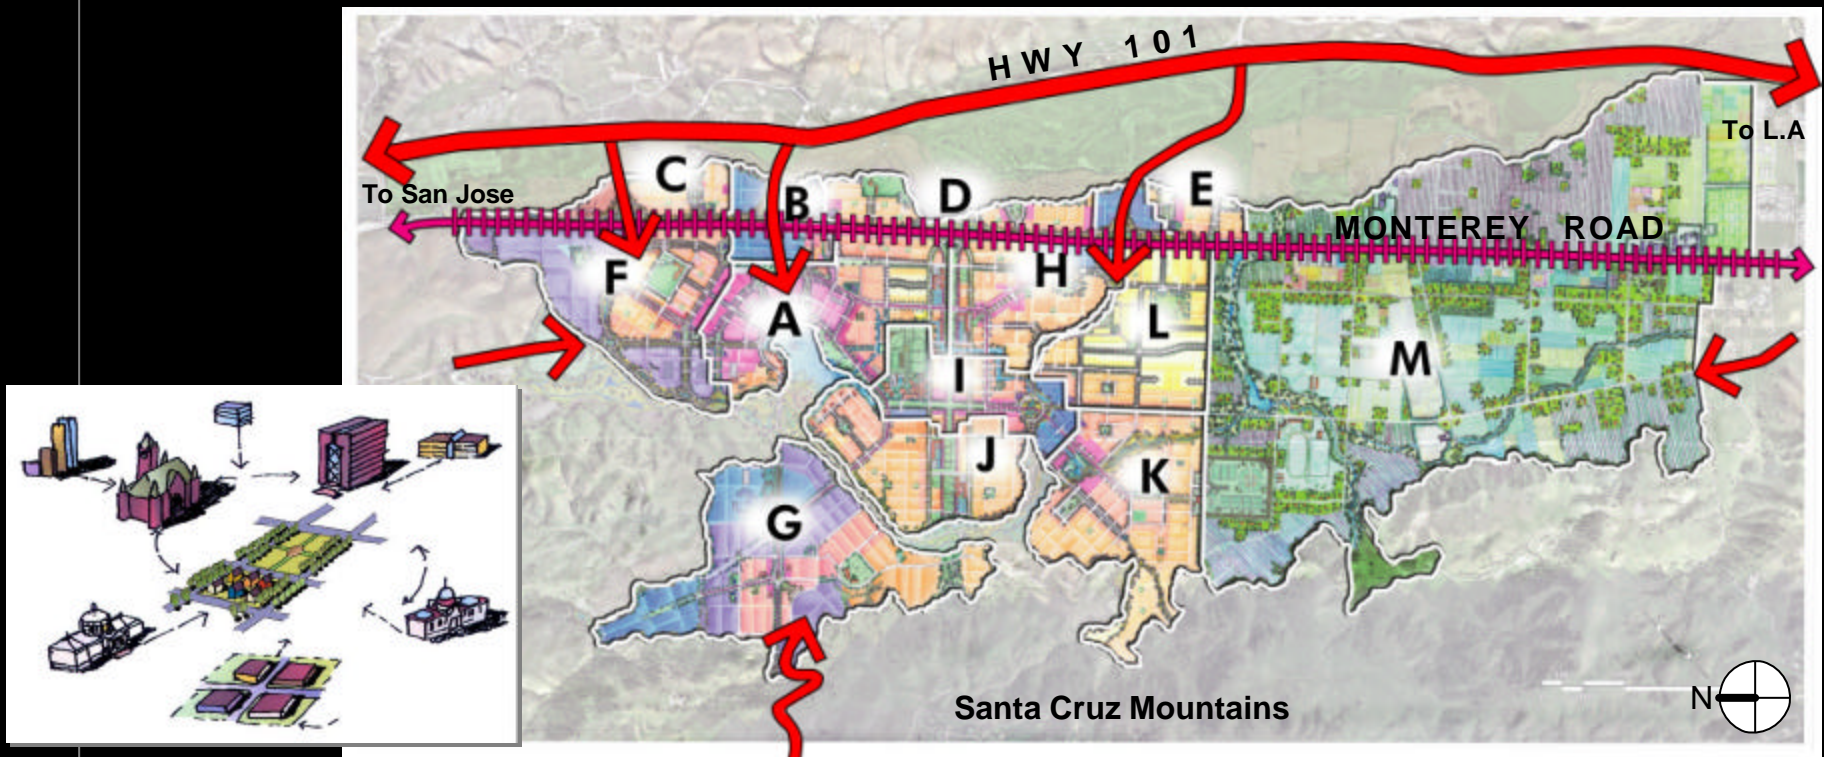 HWY 101
To L.A
To San Jose
C
B
D
E
MONTEREY ROAD
F
A
H
L
I
M
J
K
G
Santa Cruz Mountains
N